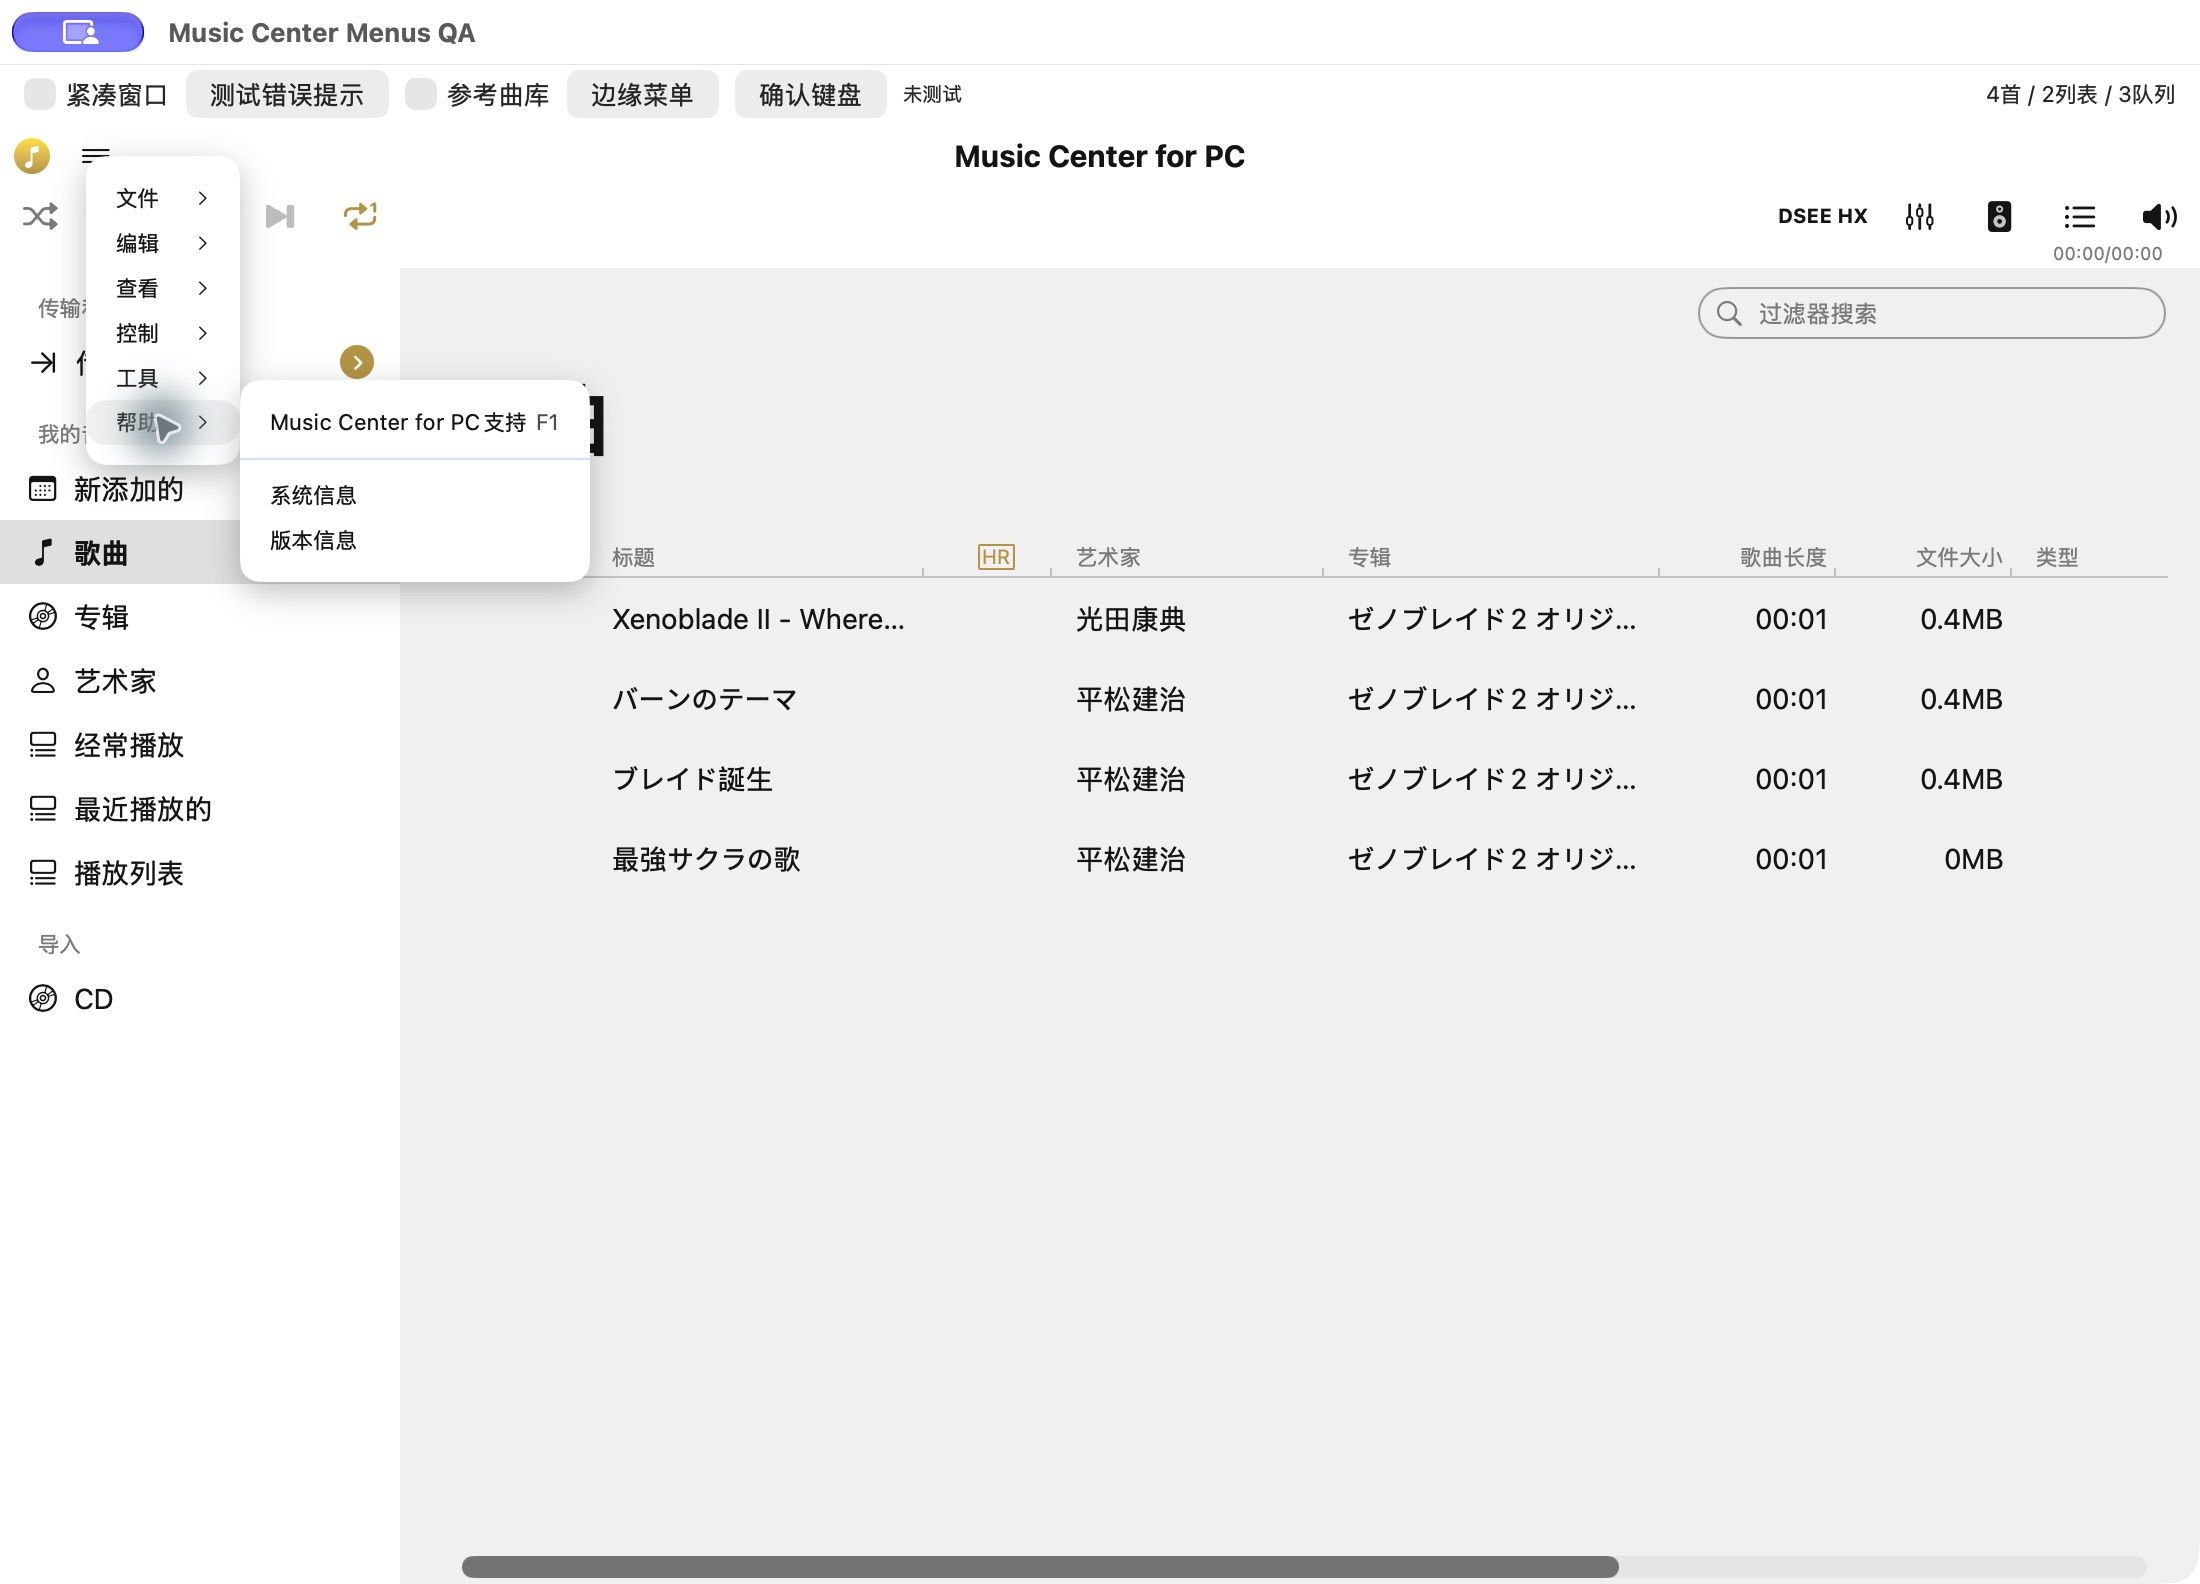 Music Center Menus QA
紧凑窗口 测试错误提示 参考曲库 边缘菜单 确认键盘 未测试 4首 / 2列表 / 3队列
Music Center for PC
DSEE HX
00:00/00:00
文件
编辑
查看
控制
工具
帮助
Music Center for PC支持 F1
系统信息
版本信息
传输
我的
新添加的
歌曲
专辑
艺术家
经常播放
最近播放的
播放列表
导入
CD
过滤器搜索
标题 HR 艺术家 专辑 歌曲长度 文件大小 类型
Xenoblade II - Where... 光田康典 ゼノブレイド2 オリジ... 00:01 0.4MB
バーンのテーマ 平松建治 ゼノブレイド2 オリジ... 00:01 0.4MB
ブレイド誕生 平松建治 ゼノブレイド2 オリジ... 00:01 0.4MB
最強サクラの歌 平松建治 ゼノブレイド2 オリジ... 00:01 0MB